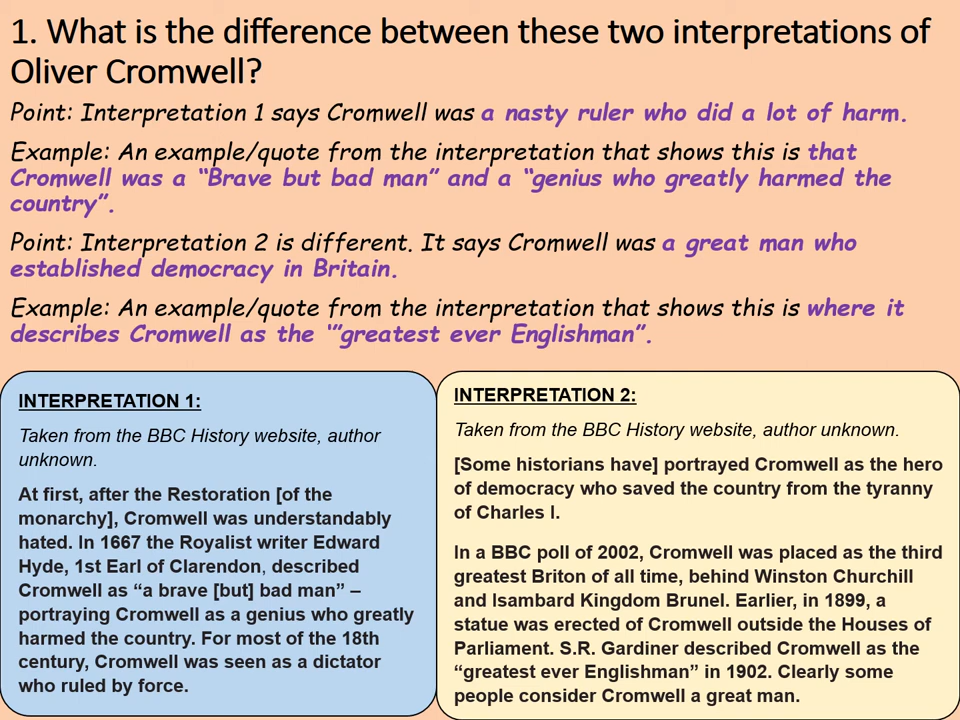 1. What is the difference between these two interpretations of
Oliver Cromwell?
Point: Interpretation 1 says Cromwell was a nasty ruler who did a lot of harm.
Example: An example/quote from the interpretation that shows this is that
Cromwell was a “Brave but bad man” and a “genius who greatly harmed the
country”.
Point: Interpretation 2 is different. It says Cromwell was a great man who
established democracy in Britain.
Example: An example/quote from the interpretation that shows this is where it
describes Cromwell as the ‘”greatest ever Englishman”.
INTERPRETATION 1:
Taken from the BBC History website, author
unknown.
At first, after the Restoration [of the
monarchy], Cromwell was understandably
hated. In 1667 the Royalist writer Edward
Hyde, 1st Earl of Clarendon, described
Cromwell as “a brave [but] bad man” –
portraying Cromwell as a genius who greatly
harmed the country. For most of the 18th
century, Cromwell was seen as a dictator
who ruled by force.
INTERPRETATION 2:
Taken from the BBC History website, author unknown.
[Some historians have] portrayed Cromwell as the hero
of democracy who saved the country from the tyranny
of Charles I.
In a BBC poll of 2002, Cromwell was placed as the third
greatest Briton of all time, behind Winston Churchill
and Isambard Kingdom Brunel. Earlier, in 1899, a
statue was erected of Cromwell outside the Houses of
Parliament. S.R. Gardiner described Cromwell as the
“greatest ever Englishman” in 1902. Clearly some
people consider Cromwell a great man.